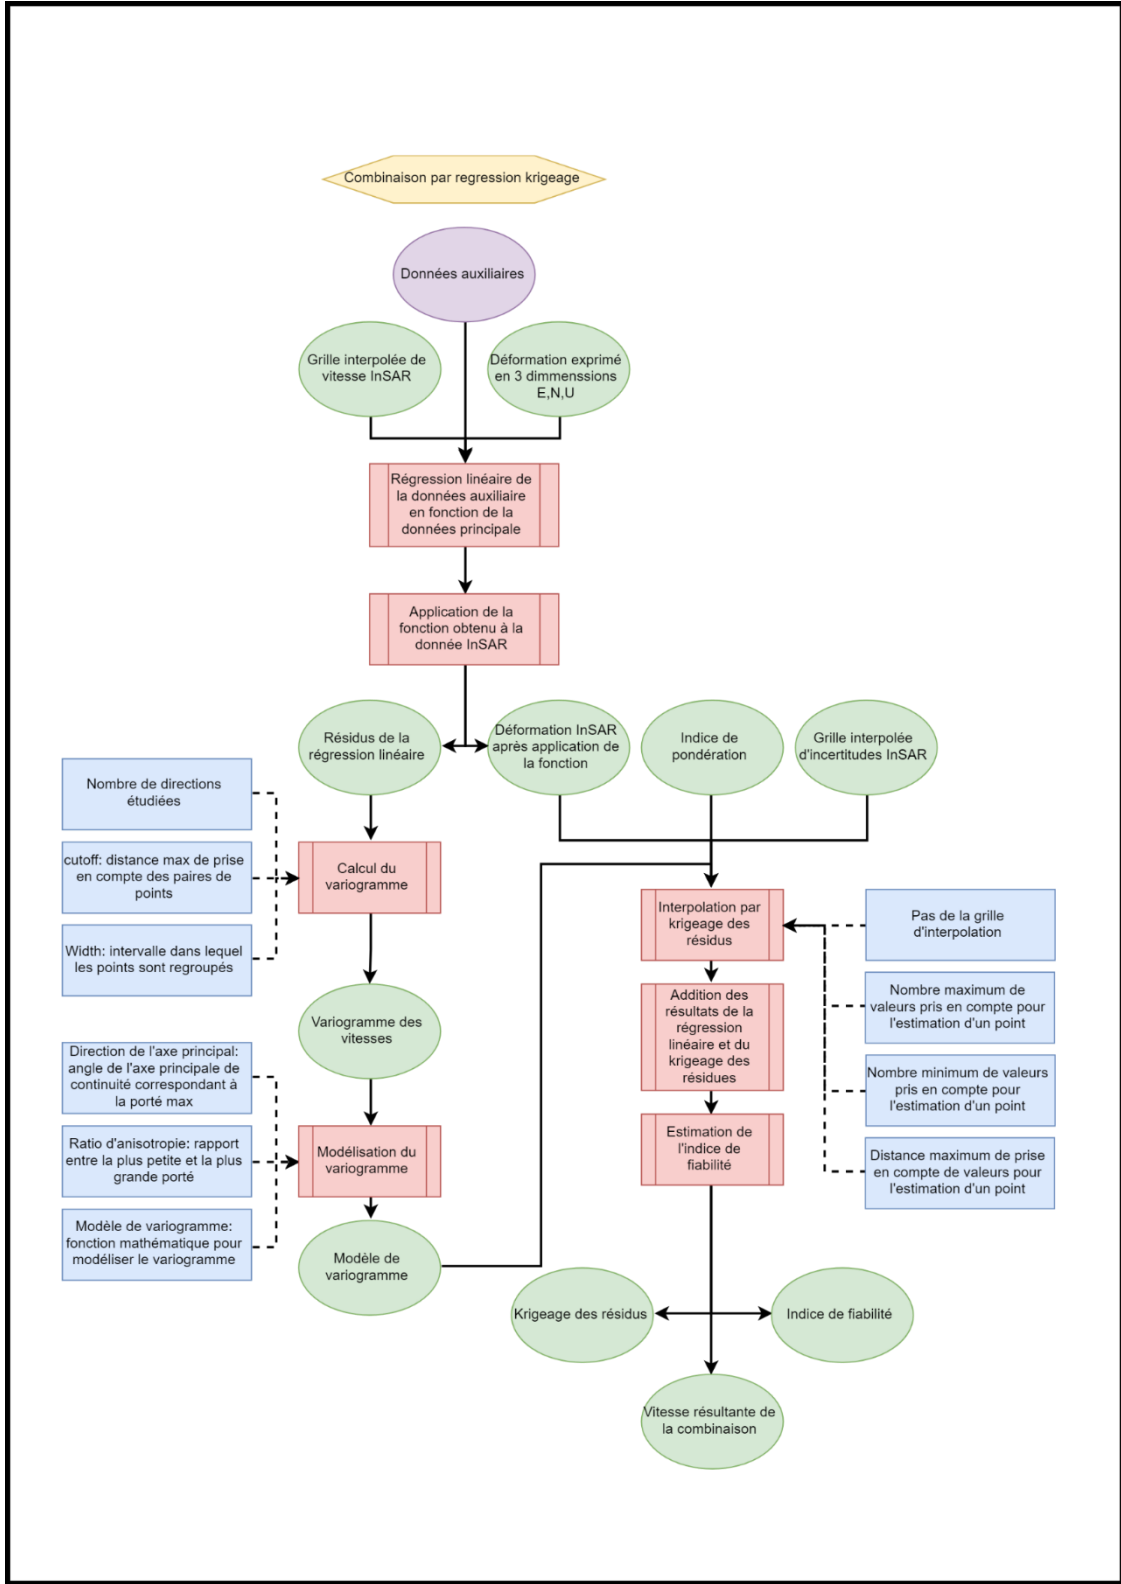 Combinaison par regression krigeage
Données auxiliaires
Grille interpolée de
vitesse InSAR
Déformation exprimé
en 3 dimmenssions
E,N,U
Régression linéaire de
la données auxiliaire
en fonction de la
données principale
Application de la
fonction obtenu à la
donnée InSAR
Résidus de la
régression linéaire
Déformation InSAR
après application de
la fonction
Indice de
pondération
Grille interpolée
d'incertitudes InSAR
Nombre de directions
étudiées
cutoff: distance max de prise
en compte des paires de
points
Width: intervalle dans lequel
les points sont regroupés
Calcul du
variogramme
Interpolation par
krigeage des
résidus
Pas de la grille
d'interpolation
Addition des
résultats de la
régression
linéaire et du
krigeage des
résidues
Nombre maximum de
valeurs pris en compte pour
l'estimation d'un point
Variogramme des
vitesses
Direction de l'axe principal:
angle de l'axe principale de
continuité correspondant à
la porté max
Nombre minimum de valeurs
pris en compte pour
l'estimation d'un point
Ratio d'anisotropie: rapport
entre la plus petite et la plus
grande porté
Modélisation du
variogramme
Estimation de
l'indice de
fiabilité
Distance maximum de prise
en compte de valeurs pour
l'estimation d'un point
Modèle de variogramme:
fonction mathématique pour
modéliser le variogramme
Modèle de
variogramme
Krigeage des résidus
Indice de fiabilité
Vitesse résultante de
la combinaison